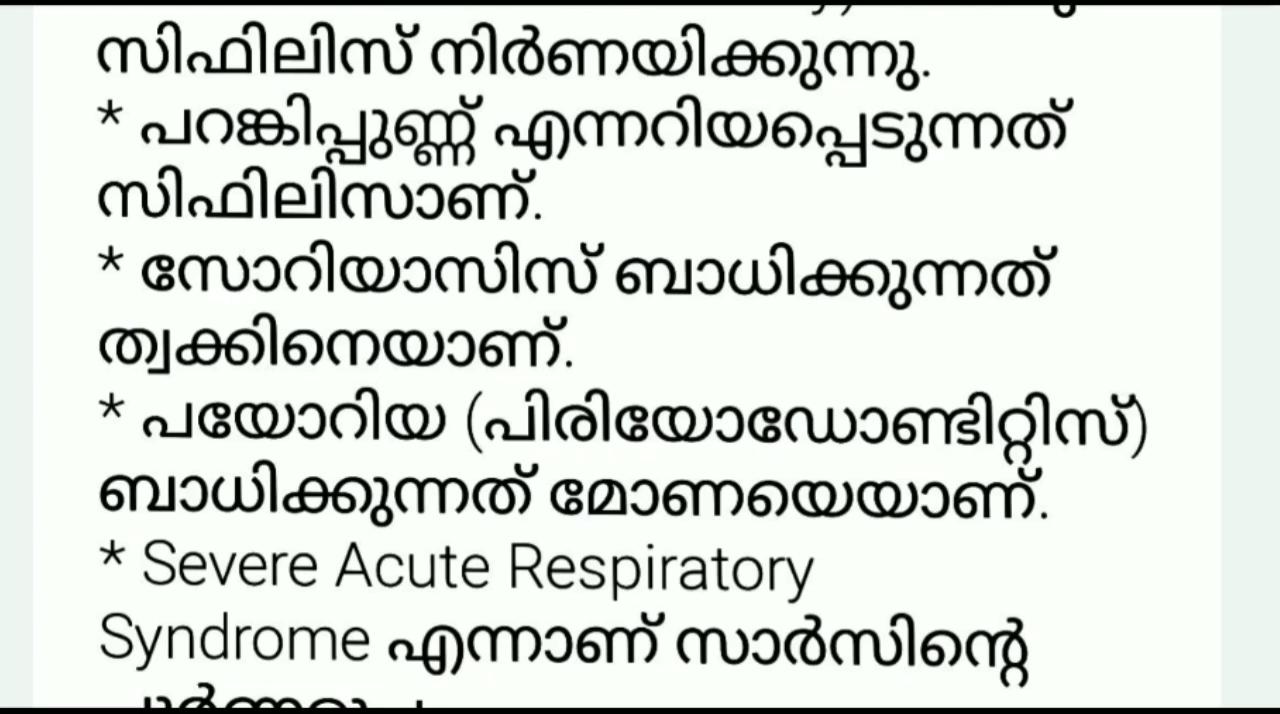 സിഫിലിസ് നിർണയിക്കുന്നു.
* പറങ്കിപ്പുണ്ണ് എന്നറിയപ്പെടുന്നത്
സിഫിലിസാണ്.
* സോറിയാസിസ് ബാധിക്കുന്നത്
ത്വക്കിനെയാണ്.
* പയോറിയ (പിരിയോഡോണ്ടിറ്റിസ്)
ബാധിക്കുന്നത് മോണയെയാണ്.
* Severe Acute Respiratory
Syndrome എന്നാണ് സാർസിന്റെ